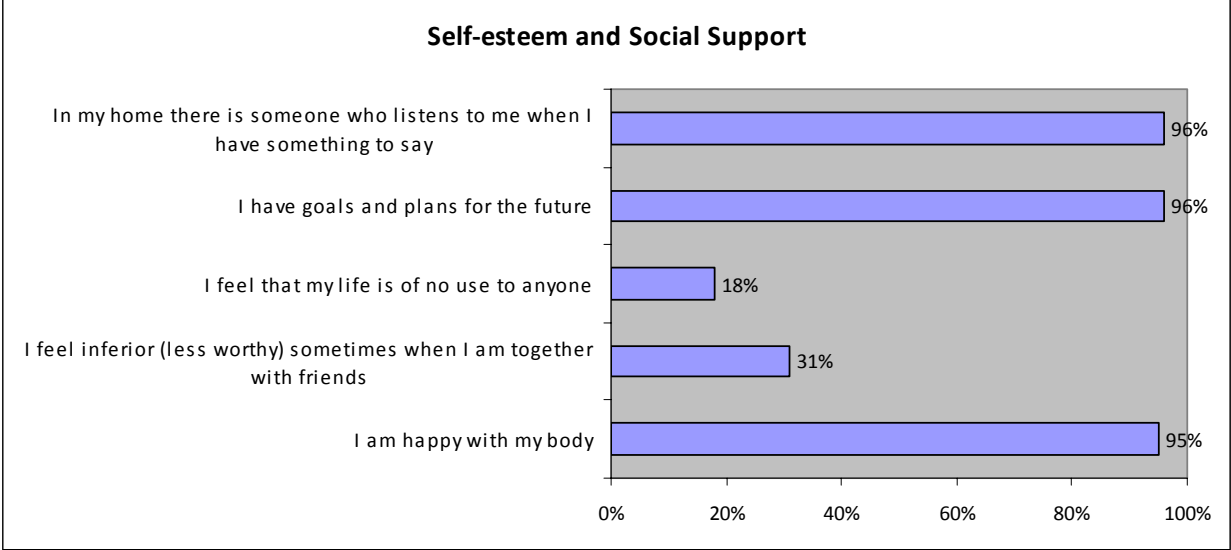 Self-esteem and Social Support
In my home there is someone who listens to me when I
have something to say
96%
I have goals and plans for the future
96%
I feel that my life is of no use to anyone
18%
I feel inferior (less worthy) sometimes when I am together
with friends
31%
I am happy with my body
95%
0% 20% 40% 60% 80% 100%